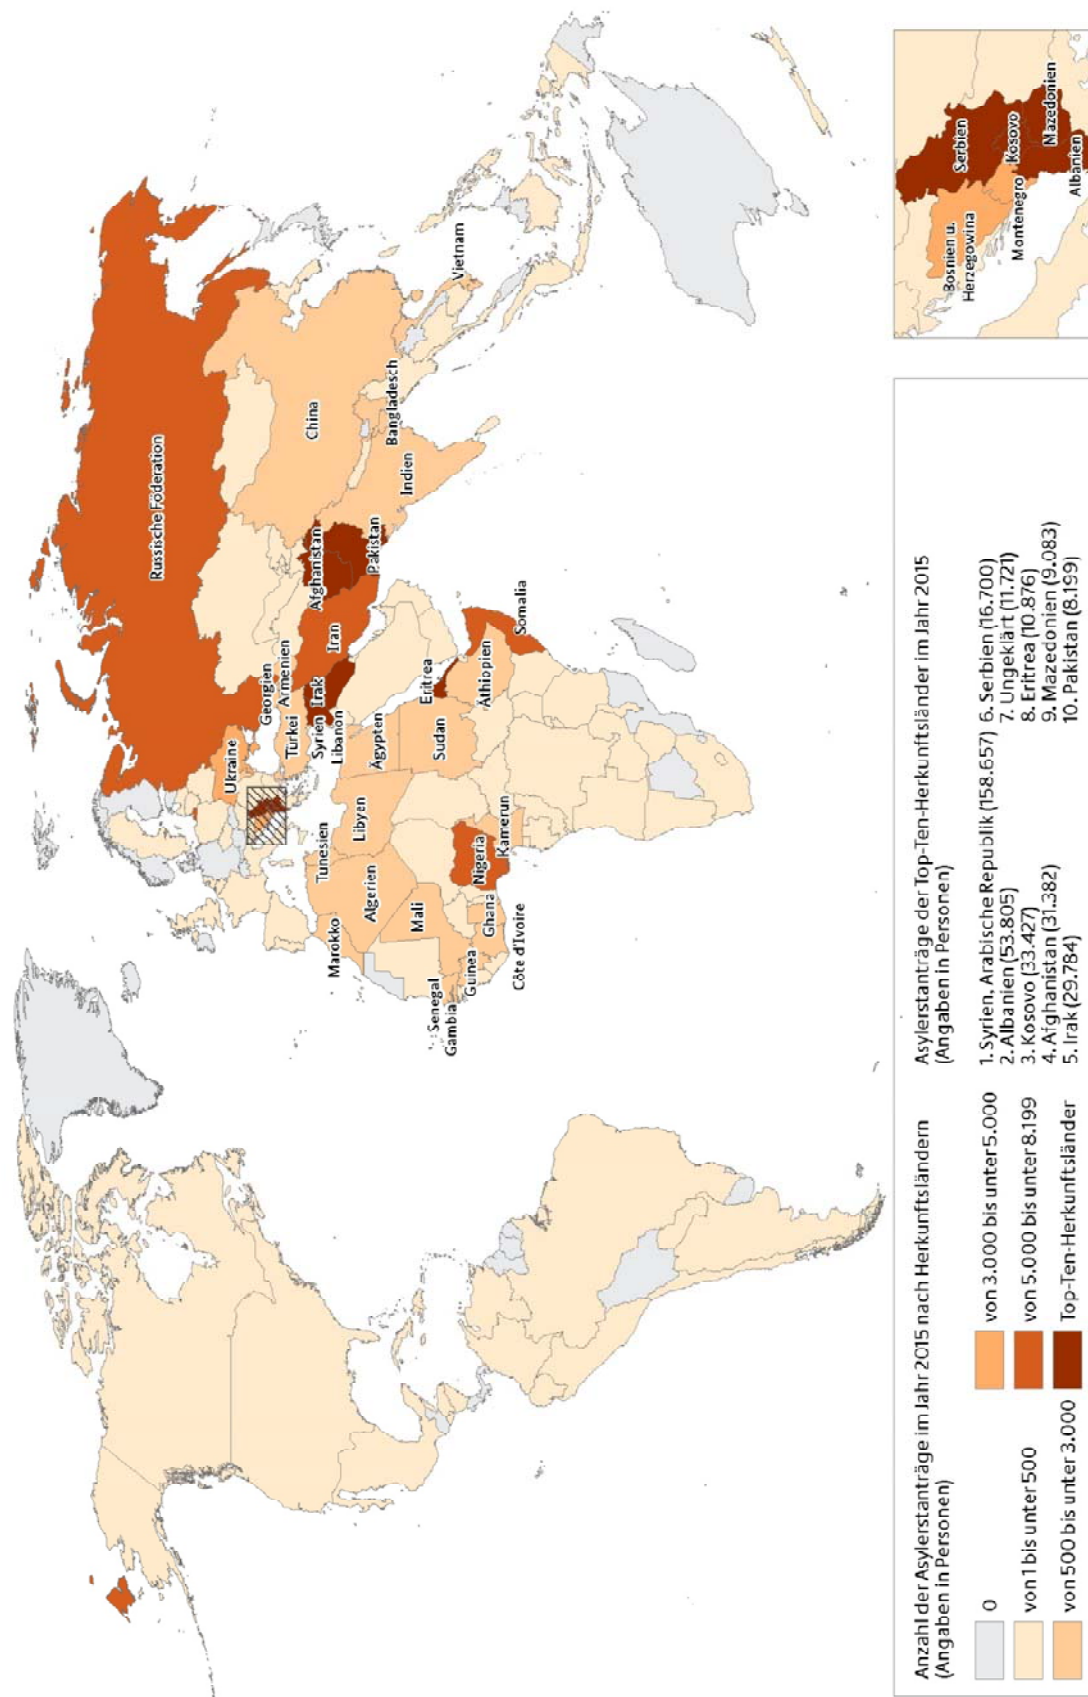 Russische Föderation
Ukraine
Georgien
Armenien
Türkei
Syrien
Irak
Libanon
Iran
Afghanistan
Pakistan
China
Bangladesch
Indien
Vietnam
Tunesien
Marokko
Algerien
Libyen
Ägypten
Mali
Sudan
Eritrea
Äthiopien
Somalia
Senegal
Gambia
Guinea
Ghana
Côte d'Ivoire
Nigeria
Kamerun
Bosnien u.
Herzegowina
Serbien
Montenegro
Kosovo
Mazedonien
Albanien
Anzahl der Asylerstanträge im Jahr 2015 nach Herkunftsländern
(Angaben in Personen)
0
von 1 bis unter 500
von 500 bis unter 3.000
von 3.000 bis unter 5.000
von 5.000 bis unter 8.199
Top-Ten-Herkunftsländer
Asylerstanträge der Top-Ten-Herkunftsländer im Jahr 2015
(Angaben in Personen)
1. Syrien, Arabische Republik (158.657)
2. Albanien (53.805)
3. Kosovo (33.427)
4. Afghanistan (31.382)
5. Irak (29.784)
6. Serbien (16.700)
7. Ungeklärt (11.721)
8. Eritrea (10.876)
9. Mazedonien (9.083)
10. Pakistan (8.199)